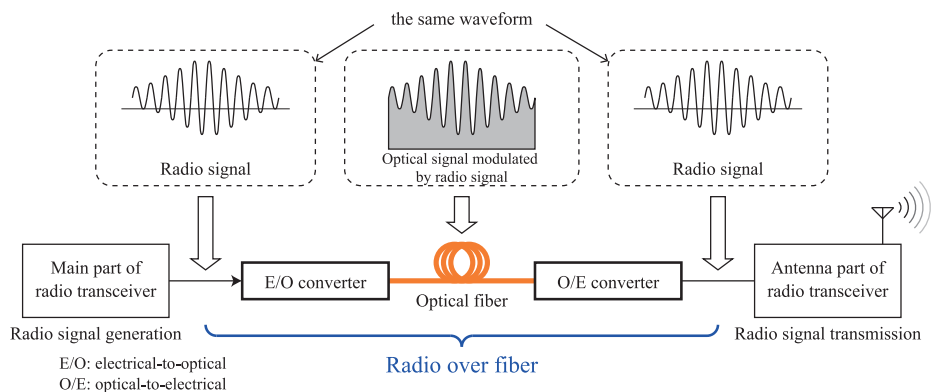 the same waveform
Radio signal
Optical signal modulated
by radio signal
Radio signal
Main part of
radio transceiver
E/O converter
Optical fiber
O/E converter
Antenna part of
radio transceiver
Radio signal generation
Radio signal transmission
Radio over fiber
E/O: electrical-to-optical
O/E: optical-to-electrical